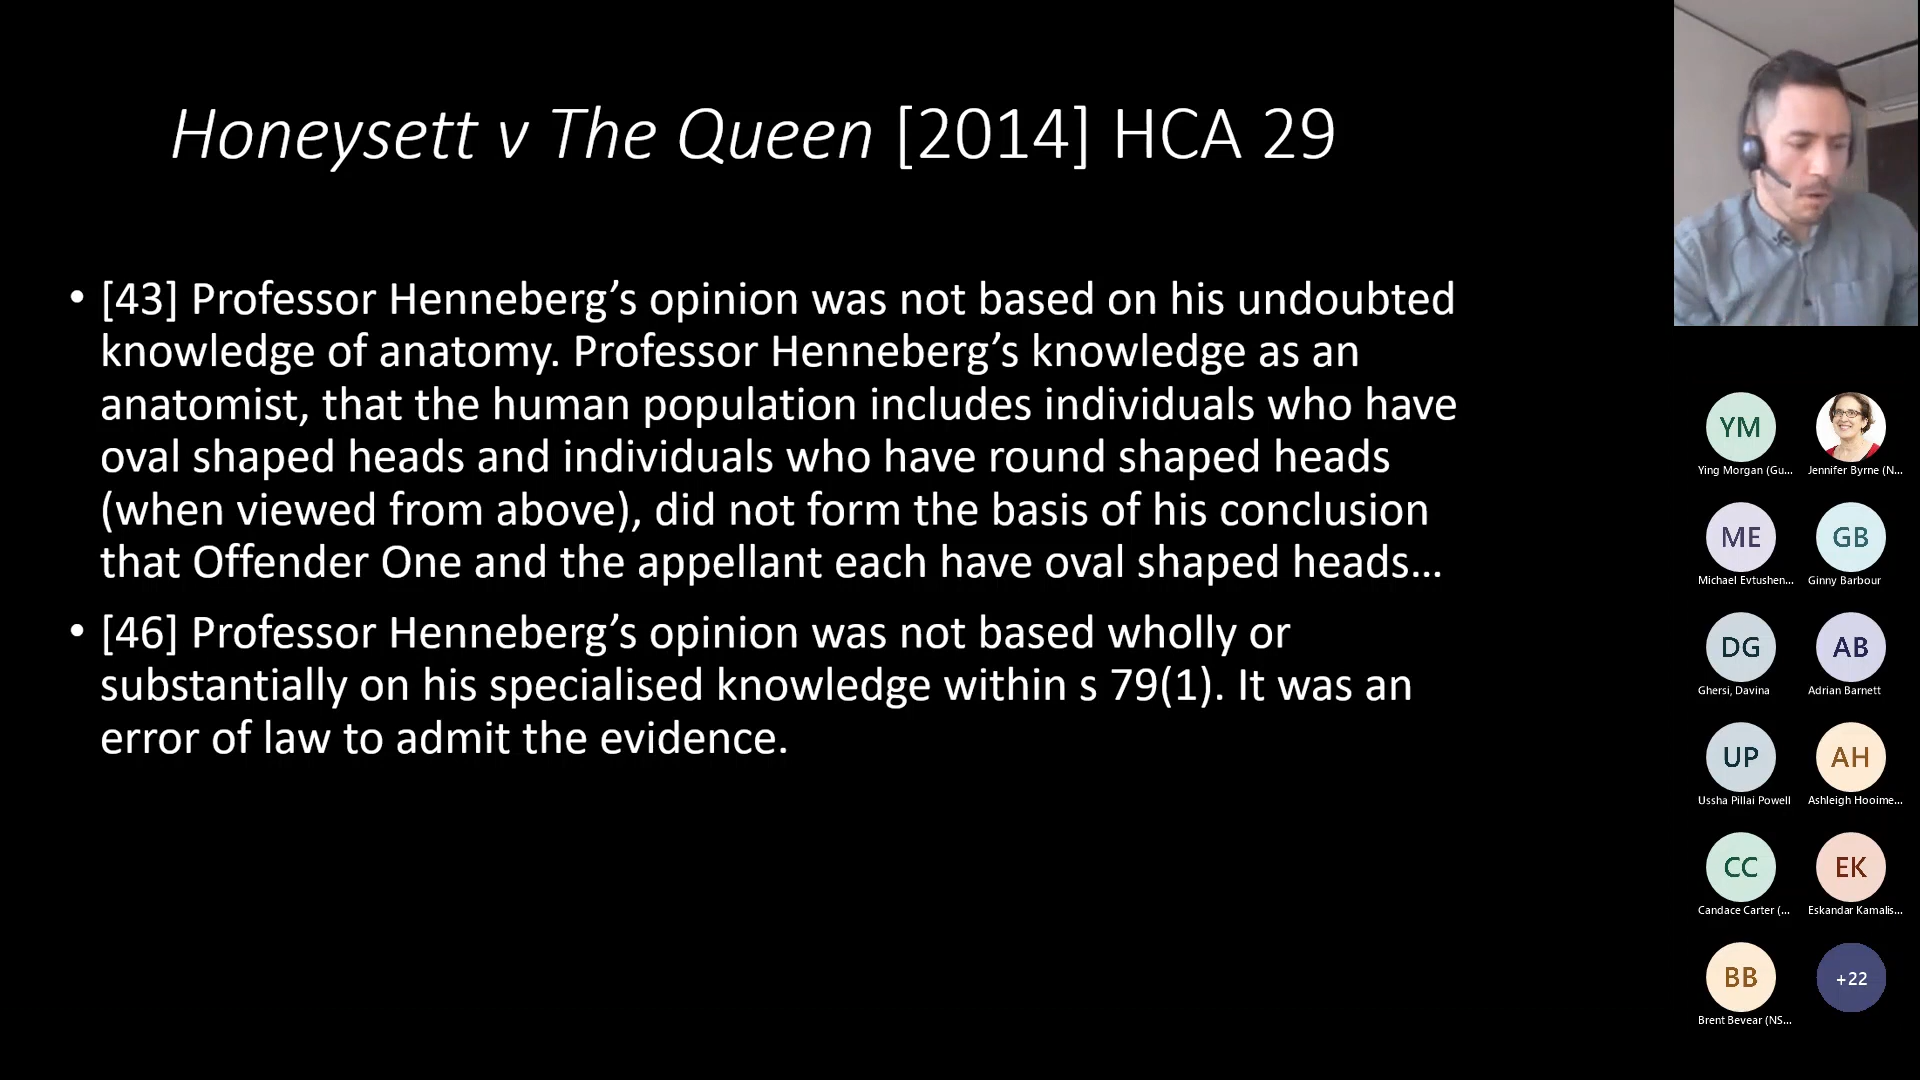 Honeysett v The Queen [2014] HCA 29
• [43] Professor Henneberg’s opinion was not based on his undoubted
knowledge of anatomy. Professor Henneberg’s knowledge as an
anatomist, that the human population includes individuals who have
oval shaped heads and individuals who have round shaped heads
(when viewed from above), did not form the basis of his conclusion
that Offender One and the appellant each have oval shaped heads…
• [46] Professor Henneberg’s opinion was not based wholly or
substantially on his specialised knowledge within s 79(1). It was an
error of law to admit the evidence.
YM
Ying Morgan (Gu... Jennifer Byrne (N...
ME GB
Michael Evtushen... Ginny Barbour
DG AB
Ghersi, Davina Adrian Barnett
UP AH
Ussha Pillai Powell Ashleigh Hooime...
CC EK
Candace Carter (... Eskandar Kamalis...
BB +22
Brent Bevear (NS...